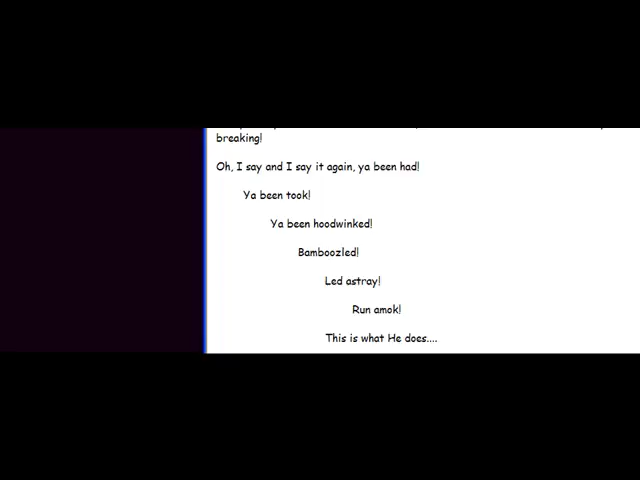 breaking!
Oh, I say and I say it again, ya been had!
Ya been took!
Ya been hoodwinked!
Bamboozled!
Led astray!
Run amok!
This is what He does....